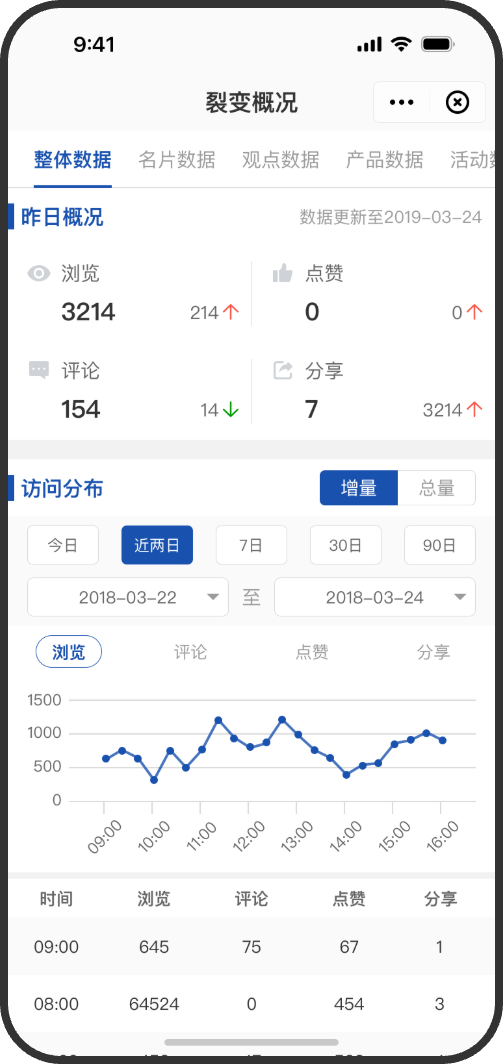 9:41
裂变概况
整体数据 名片数据 观点数据 产品数据 活动
昨日概况 数据更新至2019-03-24
浏览 点赞
3214 214 0 0
评论 分享
154 14 7 3214
访问分布 增量 总量
今日 近两日 7日 30日 90日
2018-03-22 至 2018-03-24
浏览 评论 点赞 分享
1500
1000
500
0
09:00 10:00 11:00 12:00 13:00 14:00 15:00 16:00
时间 浏览 评论 点赞 分享
09:00 645 75 67 1
08:00 64524 0 454 3